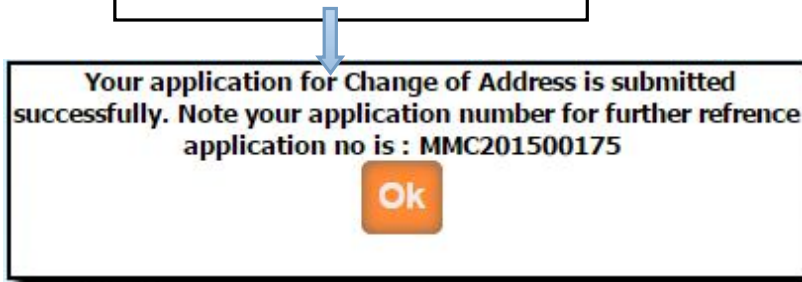 Your application for Change of Address is submitted
successfully. Note your application number for further refrence
application no is : MMC201500175
Ok